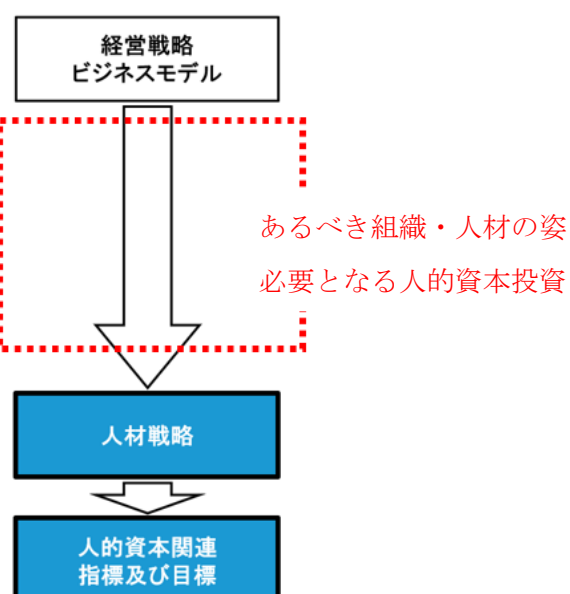 経営戦略
ビジネスモデル
あるべき組織・人材の姿
必要となる人的資本投資
人材戦略
人的資本関連
指標及び目標